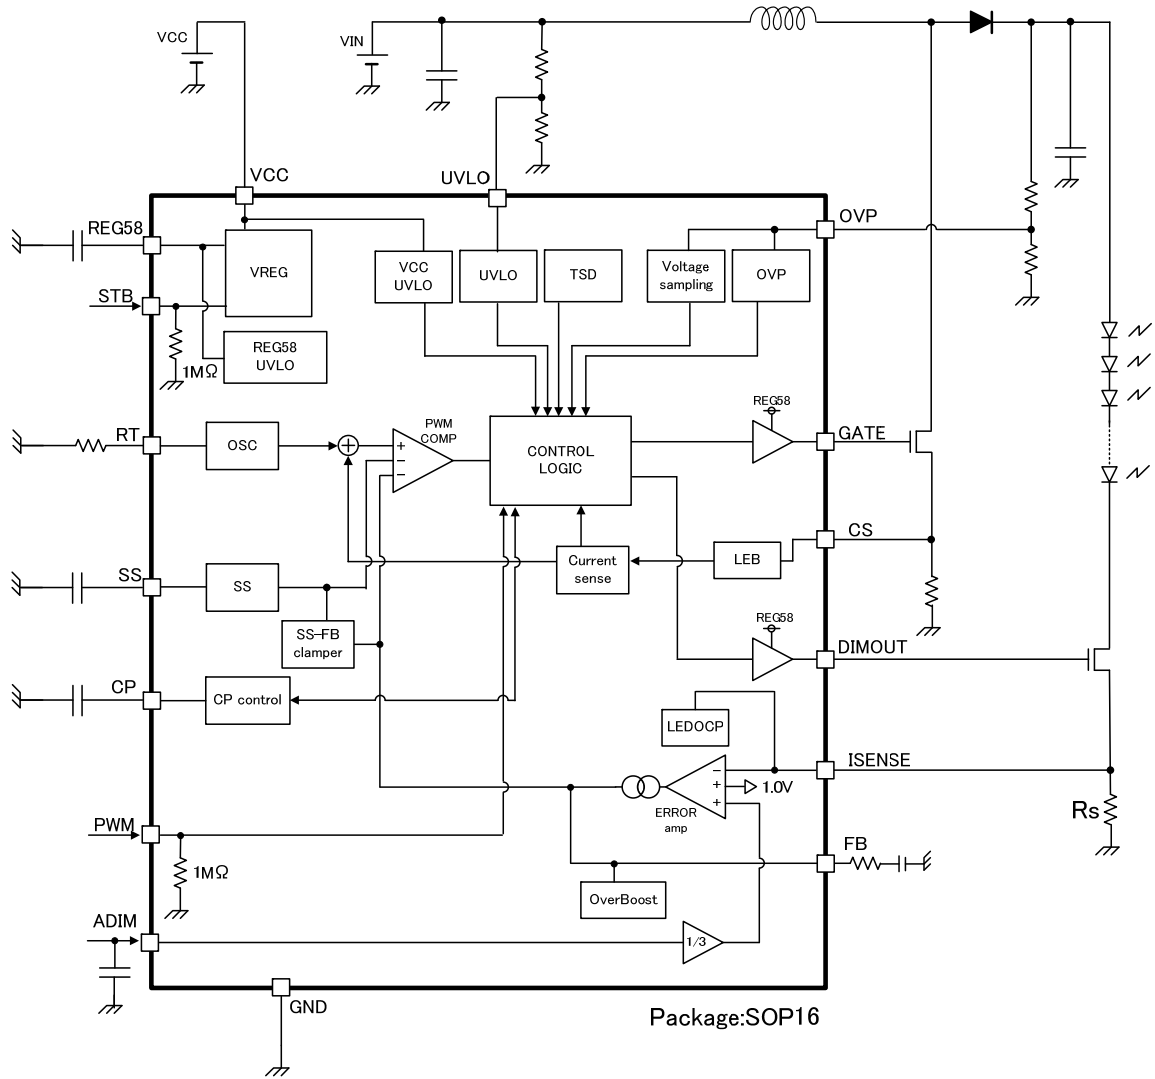 VCC
VIN
VCC
UVLO
REG58
OVP
VREG
VCC
UVLO
UVLO
TSD
Voltage
sampling
OVP
STB
REG58
UVLO
1MΩ
RT
OSC
+
PWM
COMP
+
−
−
CONTROL
LOGIC
REG58
GATE
CS
SS
SS
Current
sense
LEB
SS-FB
clamper
REG58
DIMOUT
CP
CP control
LEDOCP
ISENSE
−
+
+
1.0V
ERROR
amp
Rs
PWM
1MΩ
FB
OverBoost
ADIM
1/3
GND
Package:SOP16